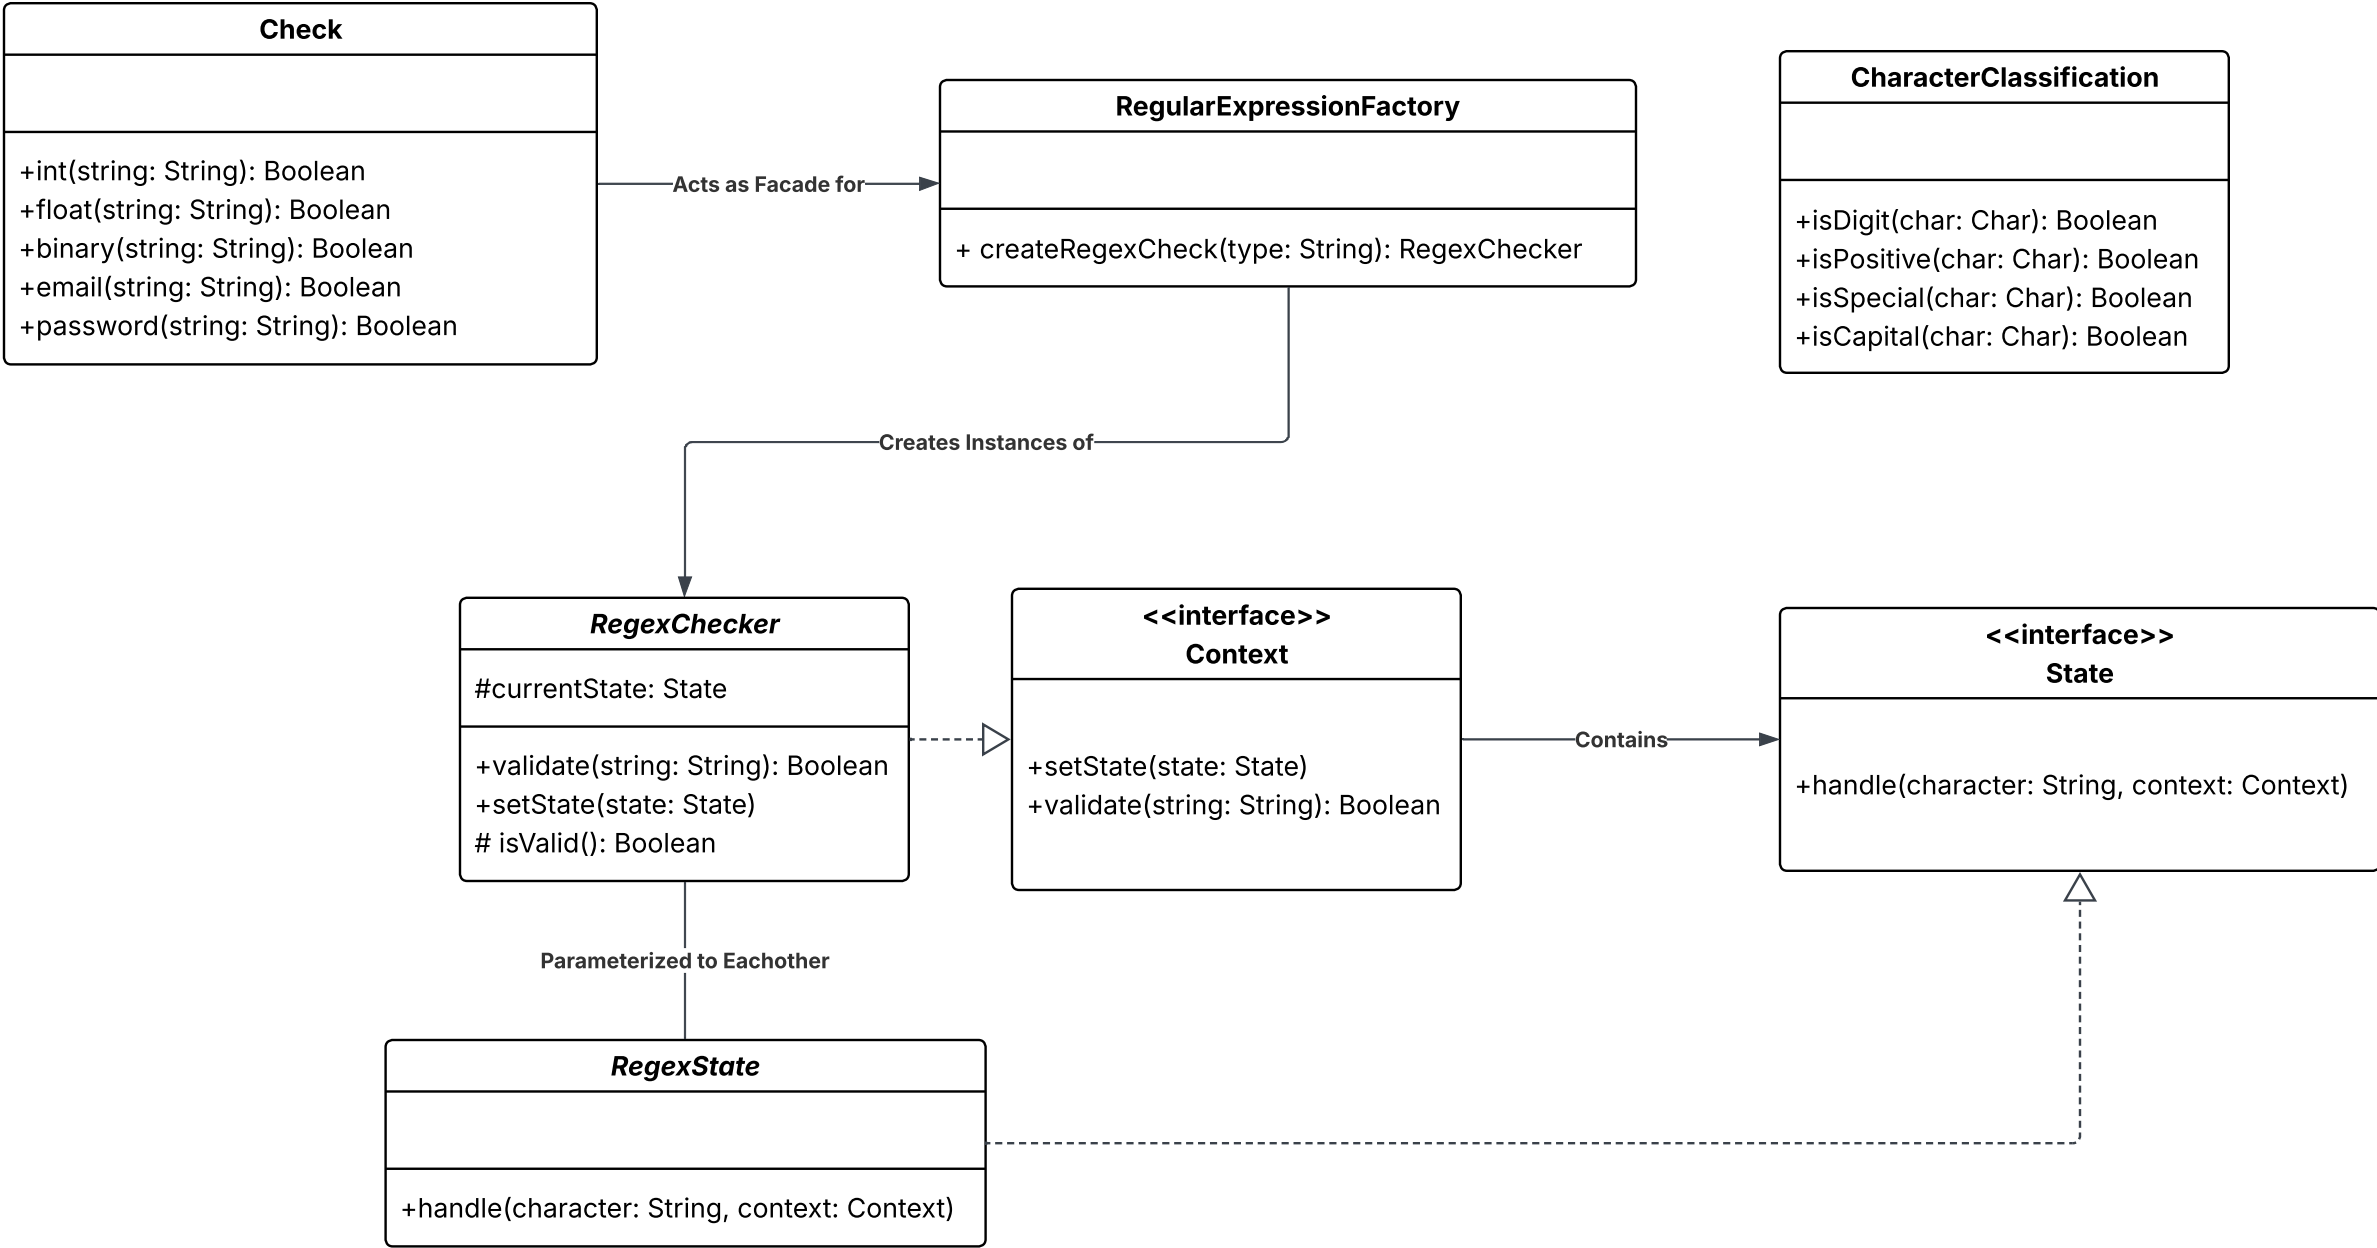 Check
+int(string: String): Boolean
+float(string: String): Boolean
+binary(string: String): Boolean
+email(string: String): Boolean
+password(string: String): Boolean
Acts as Facade for
RegularExpressionFactory
+ createRegexCheck(type: String): RegexChecker
CharacterClassification
+isDigit(char: Char): Boolean
+isPositive(char: Char): Boolean
+isSpecial(char: Char): Boolean
+isCapital(char: Char): Boolean
Creates Instances of
RegexChecker
#currentState: State
+validate(string: String): Boolean
+setState(state: State)
# isValid(): Boolean
<<interface>>
Context
+setState(state: State)
+validate(string: String): Boolean
Contains
<<interface>>
State
+handle(character: String, context: Context)
Parameterized to Eachother
RegexState
+handle(character: String, context: Context)